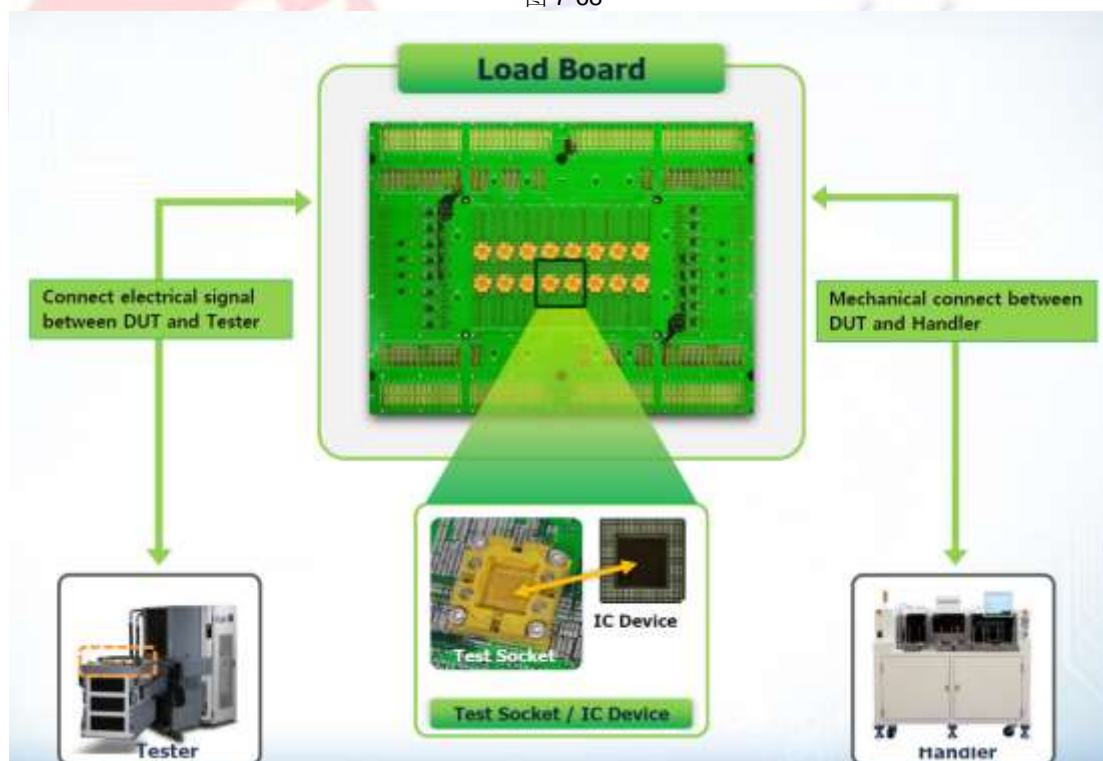 Load Board
Connect electrical signal
between DUT and Tester
Mechanical connect between
DUT and Handler
IC Device
Test Socket
Test Socket / IC Device
Tester
Handler